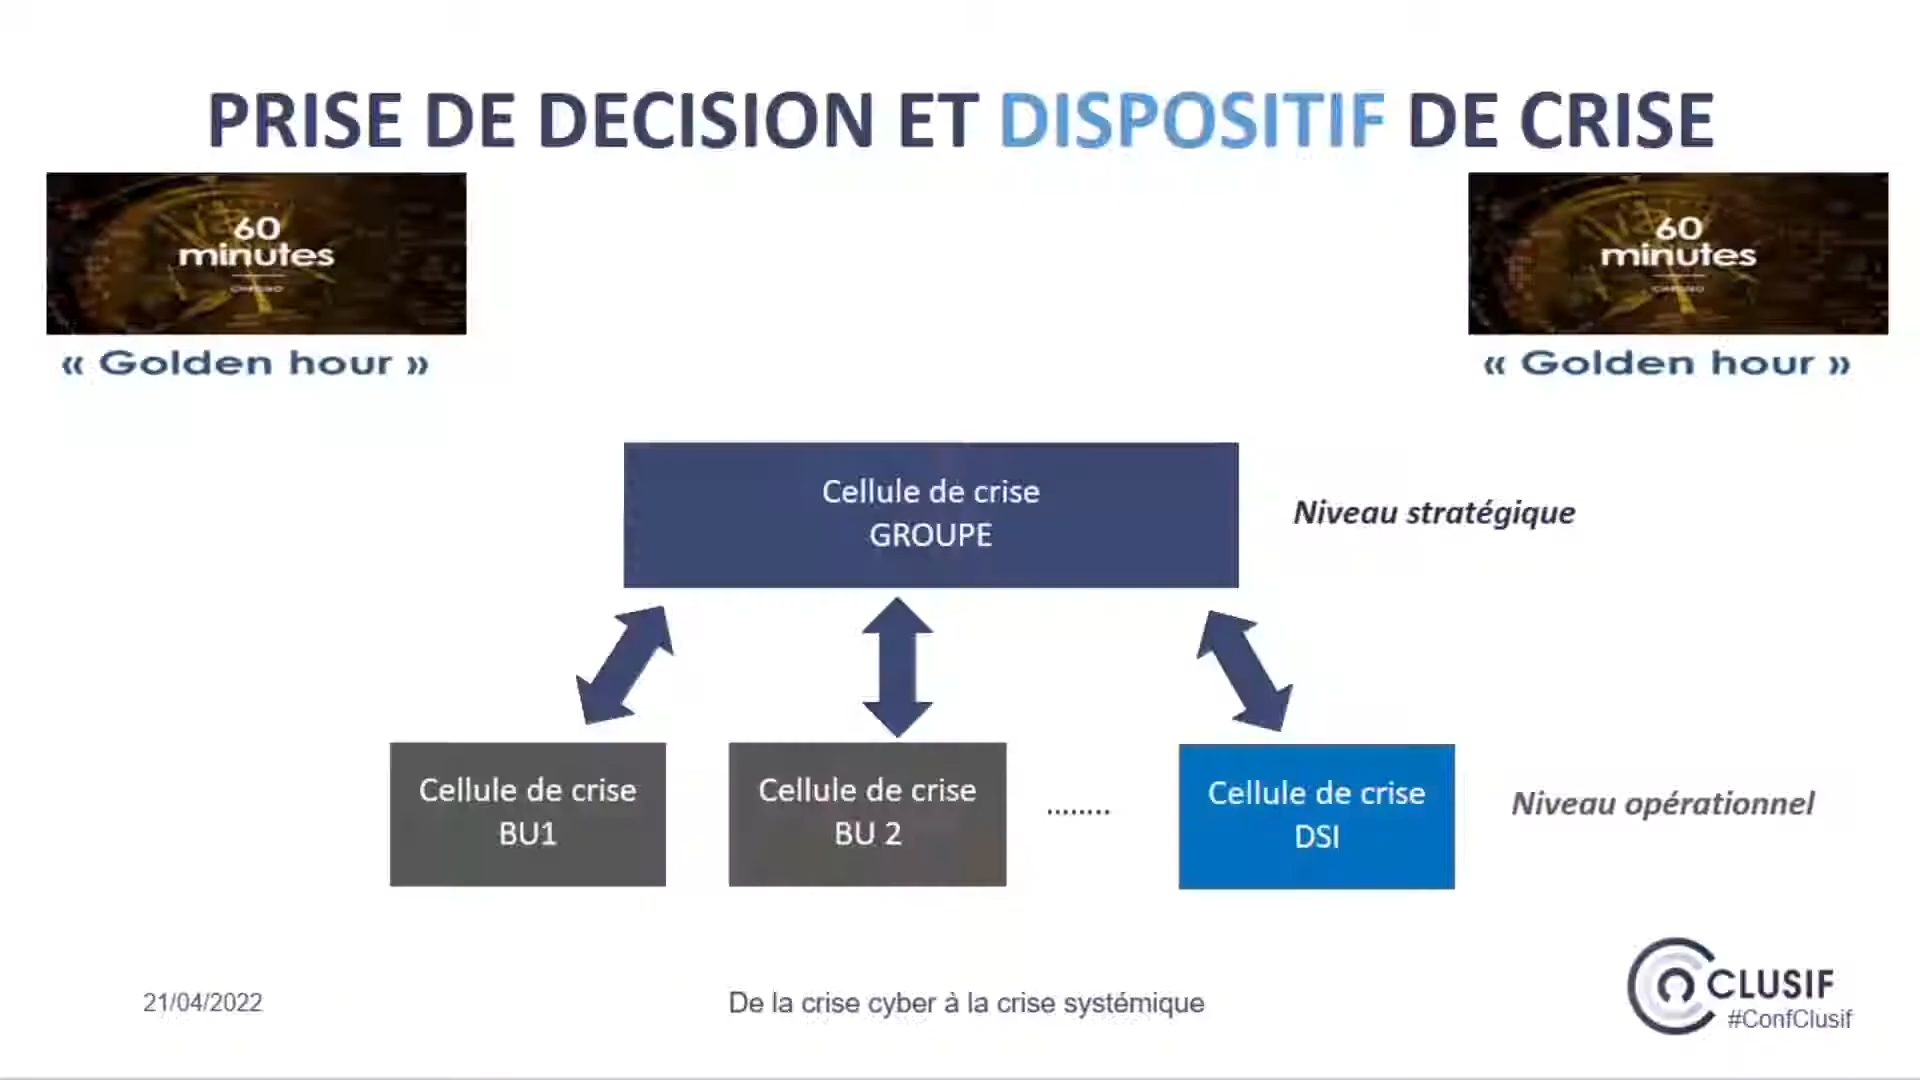 PRISE DE DECISION ET DISPOSITIF DE CRISE
60
minutes
CHRONO
« Golden hour »
60
minutes
CHRONO
« Golden hour »
Cellule de crise
GROUPE
Niveau stratégique
Cellule de crise
BU1
Cellule de crise
BU 2
........
Cellule de crise
DSI
Niveau opérationnel
21/04/2022
De la crise cyber à la crise systémique
CLUSIF
#ConfClusif